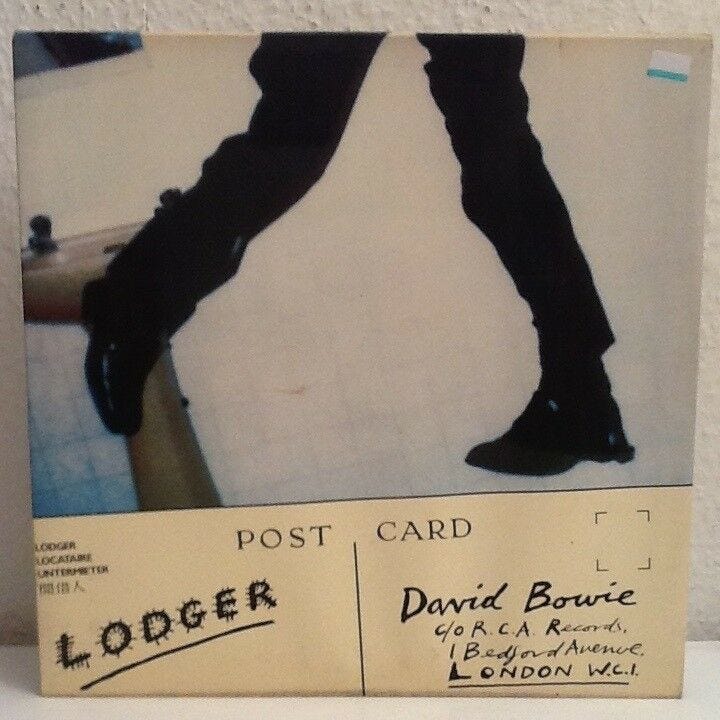 POST CARD
LODGER
LOCATAIRE
UNTERMIETER
間借人
LODGER
David Bowie
c/o R.C.A. Records,
1 Bedford Avenue,
LONDON W.C.1.